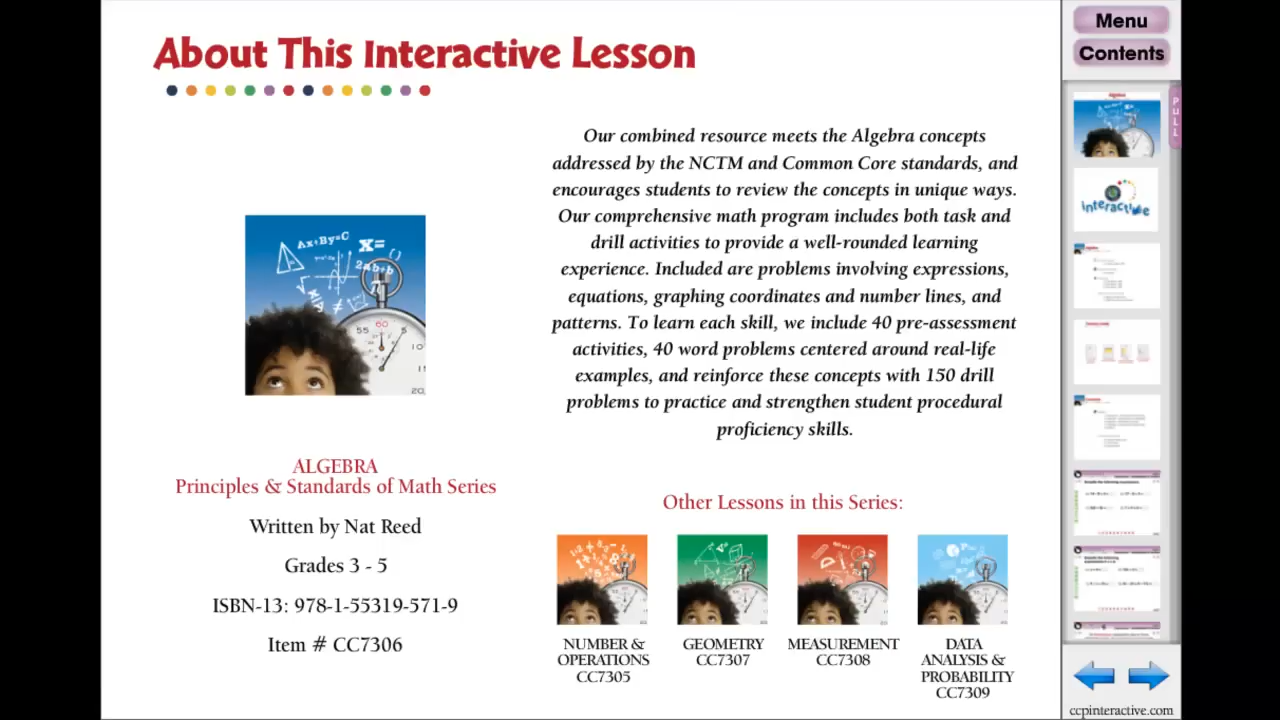 About This Interactive Lesson
Our combined resource meets the Algebra concepts
addressed by the NCTM and Common Core standards, and
encourages students to review the concepts in unique ways.
Our comprehensive math program includes both task and
drill activities to provide a well-rounded learning
experience. Included are problems involving expressions,
equations, graphing coordinates and number lines, and
patterns. To learn each skill, we include 40 pre-assessment
activities, 40 word problems centered around real-life
examples, and reinforce these concepts with 150 drill
problems to practice and strengthen student procedural
proficiency skills.
Ax+By=C
x=
60
55
5
10
20
ALGEBRA
Principles & Standards of Math Series
Written by Nat Reed
Grades 3 - 5
ISBN-13: 978-1-55319-571-9
Item # CC7306
Other Lessons in this Series:
NUMBER &
OPERATIONS
CC7305
GEOMETRY
CC7307
MEASUREMENT
CC7308
DATA
ANALYSIS &
PROBABILITY
CC7309
Menu
Contents
PULL
interactive
ccpinteractive.com